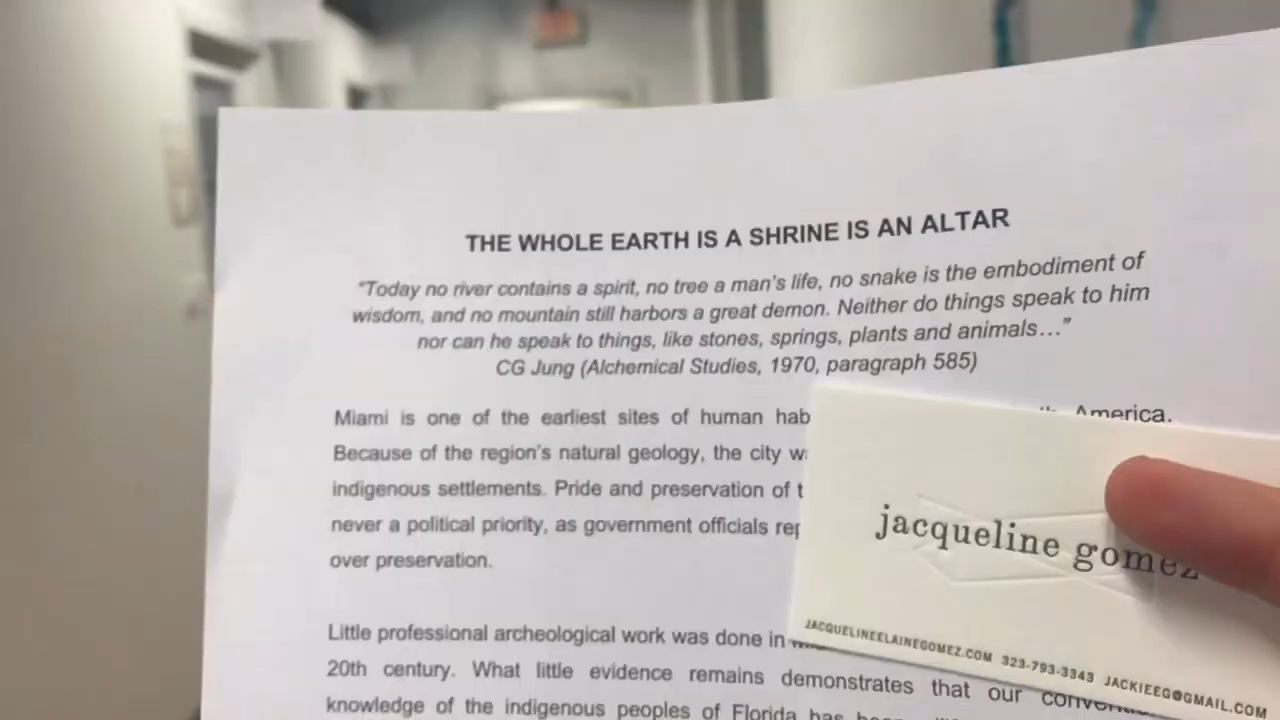 THE WHOLE EARTH IS A SHRINE IS AN ALTAR
"Today no river contains a spirit, no tree a man's life, no snake is the embodiment of
wisdom, and no mountain still harbors a great demon. Neither do things speak to him
nor can he speak to things, like stones, springs, plants and animals…"
CG Jung (Alchemical Studies, 1970, paragraph 585)
Miami is one of the earliest sites of human America.
Because of the region's natural geology, the city
indigenous settlements. Pride and preservation of
never a political priority, as government officials
over preservation.
Little professional archeological work was done in
20th century. What little evidence remains demonstrates that our
knowledge of the indigenous peoples of Florida has
jacqueline gomez
JACQUELINEELAINEGOMEZ.COM 323-793-3343 JACKIEEG@GMAIL.COM